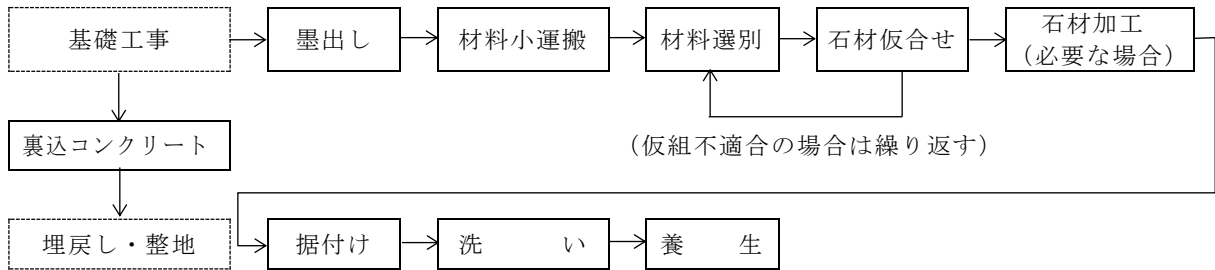 基礎工事
墨出し
材料小運搬
材料選別
石材仮合せ
石材加工
(必要な場合)
裏込コンクリート
(仮組不適合の場合は繰り返す)
埋戻し・整地
据付け
洗い
養生